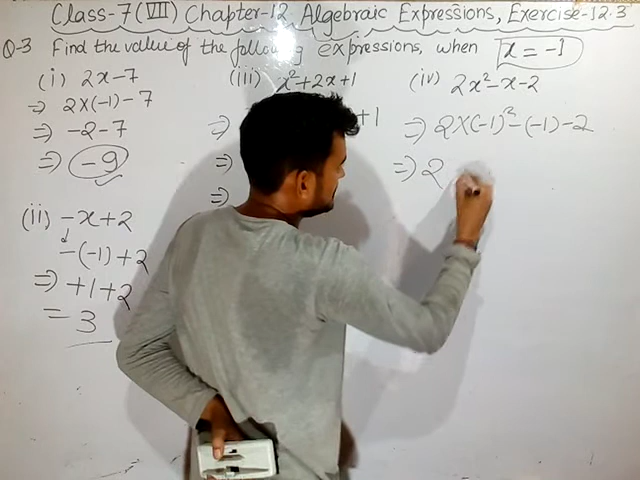 Class-7 (VII) Chapter-12, Algebraic Expressions, Exercise-12.3
Q-3 Find the value of the following expressions, when x = -1
(i) 2x-7
⇒ 2×(-1)-7
⇒ -2-7
⇒ -9
(ii) -x+2
-(-1)+2
⇒ +1+2
= 3
(iii) x²+2x+1
⇒ +1
⇒
⇒
(iv) 2x²-x-2
⇒ 2×(-1)²-(-1)-2
⇒ 2